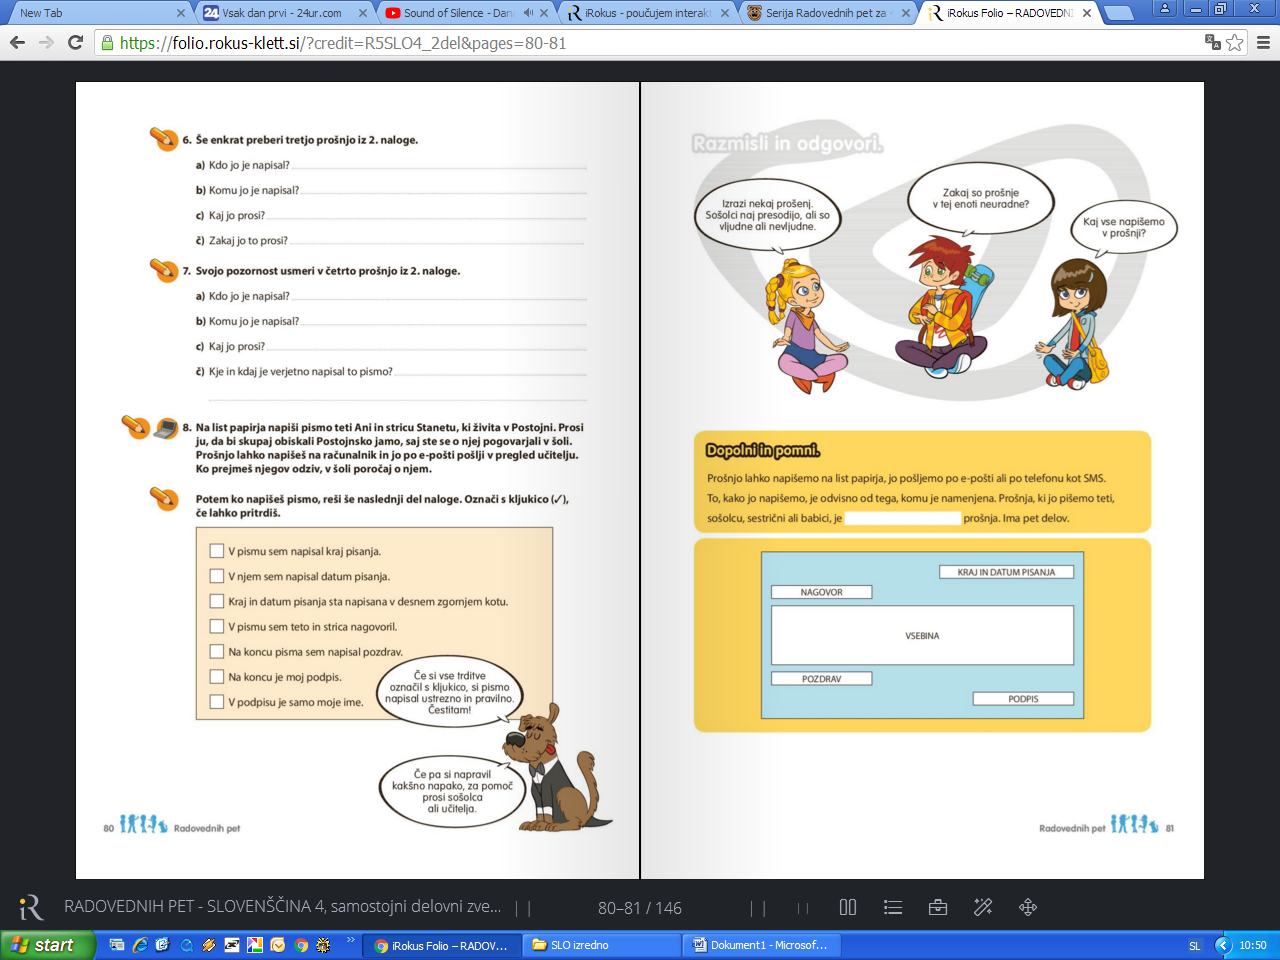 New Tab
Vsak dan prvi - 24ur.com
Sound of Silence - Dan
iRokus - poučujem interakt
Serija Radovednih pet za
iRokus Folio – RADOVEDNI
https://folio.rokus-klett.si/?credit=R5SLO4_2del&pages=80-81
6. Še enkrat preberi tretjo prošnjo iz 2. naloge.
a) Kdo jo je napisal?
b) Komu jo je napisal?
c) Kaj jo prosi?
č) Zakaj jo to prosi?
7. Svojo pozornost usmeri v četrto prošnjo iz 2. naloge.
a) Kdo jo je napisal?
b) Komu jo je napisal?
c) Kaj jo prosi?
č) Kje in kdaj je verjetno napisal to pismo?
8. Na list papirja napiši pismo teti Ani in stricu Stanetu, ki živita v Postojni. Prosi
ju, da bi skupaj obiskali Postojnsko jamo, saj ste se o njej pogovarjali v šoli.
Prošnjo lahko napišeš na računalnik in jo po e-pošti pošlji v pregled učitelju.
Ko prejmeš njegov odziv, v šoli poročaj o njem.
Potem ko napišeš pismo, reši še naslednji del naloge. Označi s kljukico (✓),
če lahko pritrdiš.
V pismu sem napisal kraj pisanja.
V njem sem napisal datum pisanja.
Kraj in datum pisanja sta napisana v desnem zgornjem kotu.
V pismu sem teto in strica nagovoril.
Na koncu pisma sem napisal pozdrav.
Na koncu je moj podpis.
V podpisu je samo moje ime.
Če si vse trditve
označil s kljukico, si pismo
napisal ustrezno in pravilno.
Čestitam!
Če pa si napravil
kakšno napako, za pomoč
prosi sošolca
ali učitelja.
80 Radovednih pet
Razmisli in odgovori.
Izrazi nekaj prošenj.
Sošolci naj presodijo, ali so
vljudne ali nevljudne.
Zakaj so prošnje
v tej enoti neuradne?
Kaj vse napišemo
v prošnji?
Dopolni in pomni.
Prošnjo lahko napišemo na list papirja, jo pošljemo po e-pošti ali po telefonu kot SMS.
To, kako jo napišemo, je odvisno od tega, komu je namenjena. Prošnja, ki jo pišemo teti,
sošolcu, sestrični ali babici, je prošnja. Ima pet delov.
KRAJ IN DATUM PISANJA
NAGOVOR
VSEBINA
POZDRAV
PODPIS
Radovednih pet 81
iR RADOVEDNIH PET - SLOVENŠČINA 4, samostojni delovni zve...
80–81 / 146
start
iRokus Folio – RADOV...
SLO izredno
Dokument1 - Microsof...
SL
10:50